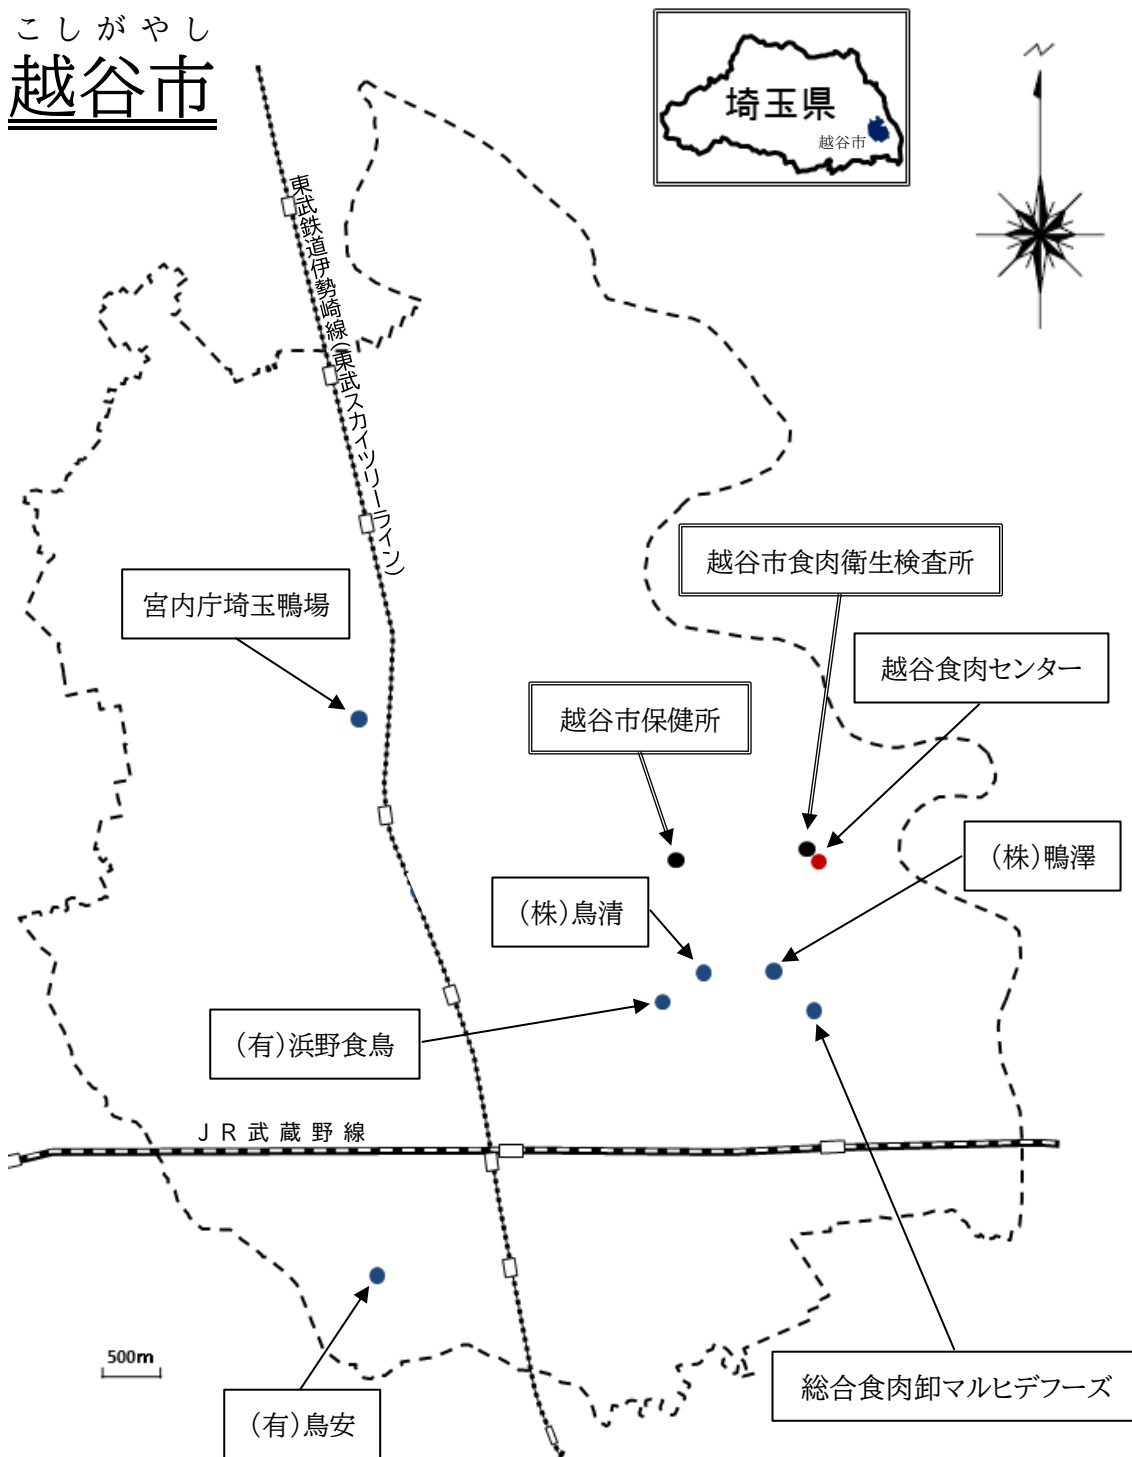 こしがやし
越谷市
埼玉県
越谷市
東武鉄道伊勢崎線(東武スカイツリーライン)
越谷市食肉衛生検査所
宮内庁埼玉鴨場
越谷食肉センター
越谷市保健所
(株)鴨澤
(株)鳥清
(有)浜野食鳥
JR武蔵野線
500m
総合食肉卸マルヒデフーズ
(有)鳥安